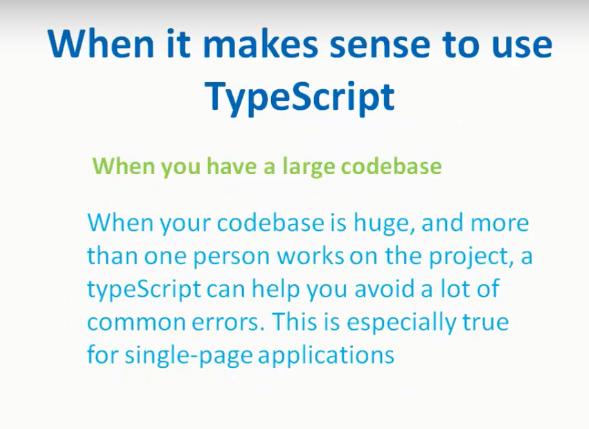 When it makes sense to use
TypeScript
When you have a large codebase
When your codebase is huge, and more
than one person works on the project, a
typeScript can help you avoid a lot of
common errors. This is especially true
for single-page applications